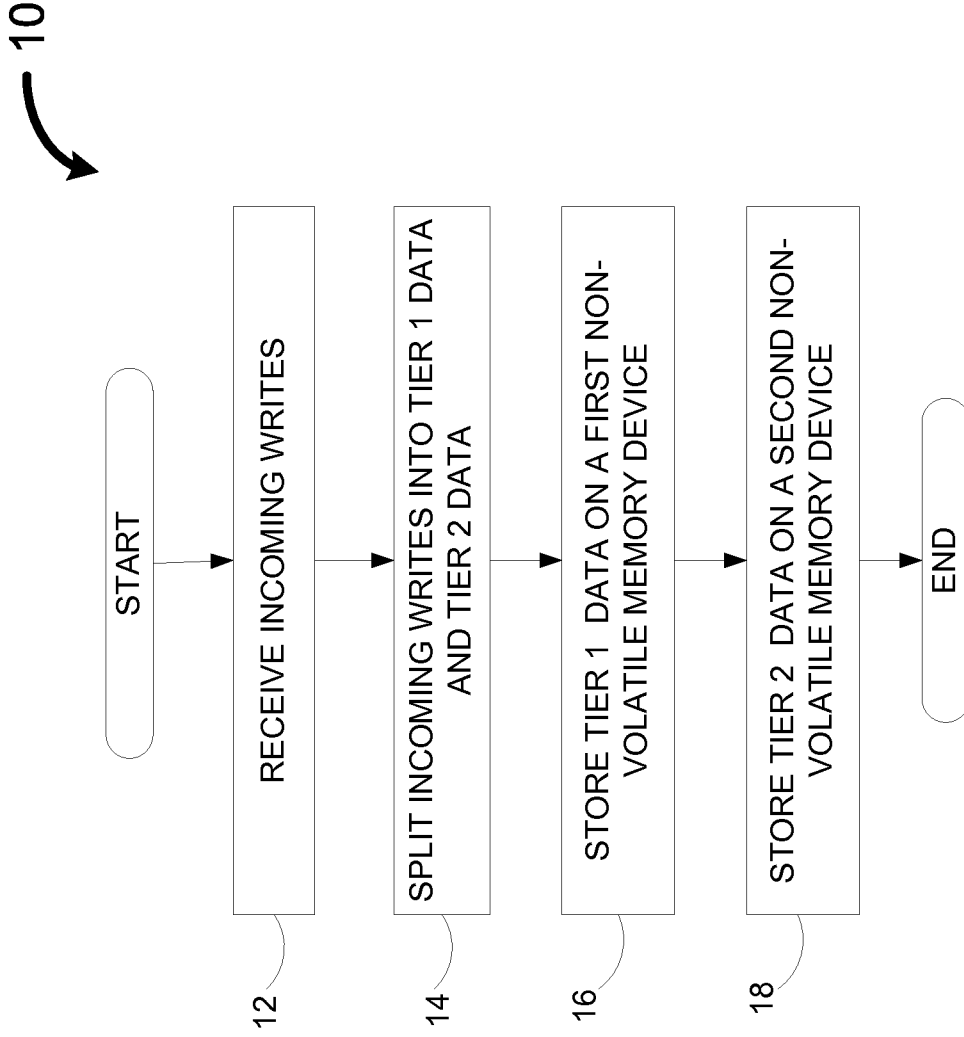 10
START
RECEIVE INCOMING WRITES
12
SPLIT INCOMING WRITES INTO TIER 1 DATA
AND TIER 2 DATA
14
STORE TIER 1 DATA ON A FIRST NON-
VOLATILE MEMORY DEVICE
16
STORE TIER 2 DATA ON A SECOND NON-
VOLATILE MEMORY DEVICE
18
END